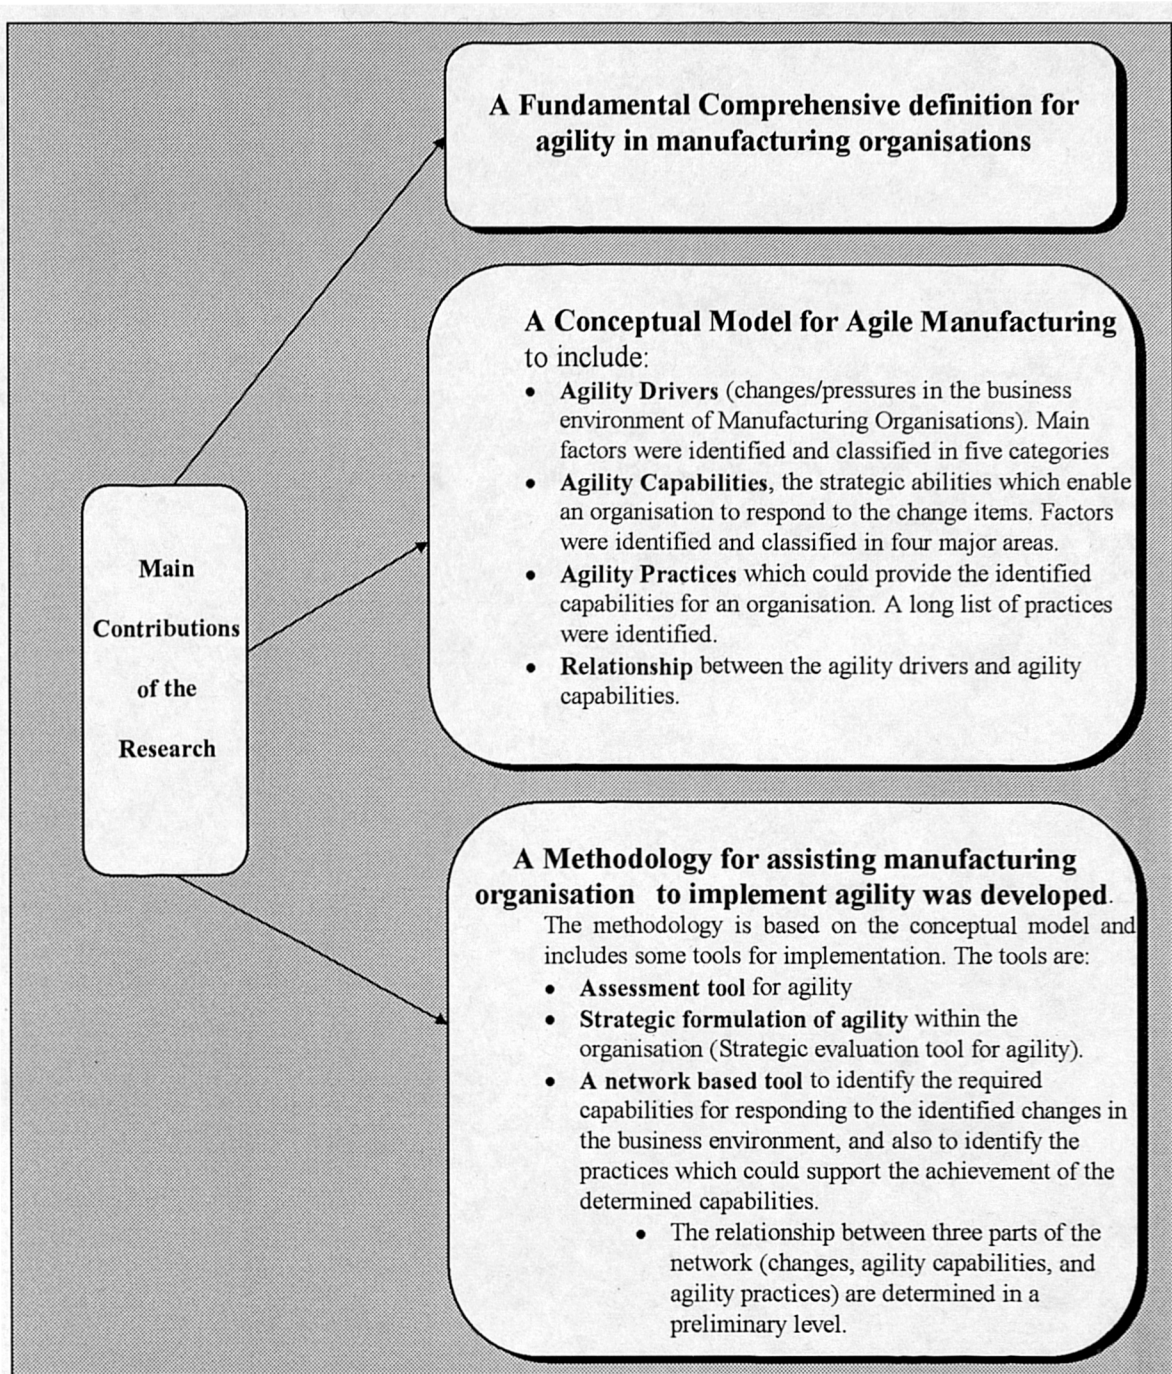 A Fundamental Comprehensive definition for
agility in manufacturing organisations
A Conceptual Model for Agile Manufacturing
to include:
• Agility Drivers (changes/pressures in the business
environment of Manufacturing Organisations). Main
factors were identified and classified in five categories
• Agility Capabilities, the strategic abilities which enable
an organisation to respond to the change items. Factors
were identified and classified in four major areas.
• Agility Practices which could provide the identified
capabilities for an organisation. A long list of practices
were identified.
• Relationship between the agility drivers and agility
capabilities.
Main
Contributions
of the
Research
A Methodology for assisting manufacturing
organisation to implement agility was developed.
The methodology is based on the conceptual model and
includes some tools for implementation. The tools are:
• Assessment tool for agility
• Strategic formulation of agility within the
organisation (Strategic evaluation tool for agility).
• A network based tool to identify the required
capabilities for responding to the identified changes in
the business environment, and also to identify the
practices which could support the achievement of the
determined capabilities.
• The relationship between three parts of the
network (changes, agility capabilities, and
agility practices) are determined in a
preliminary level.